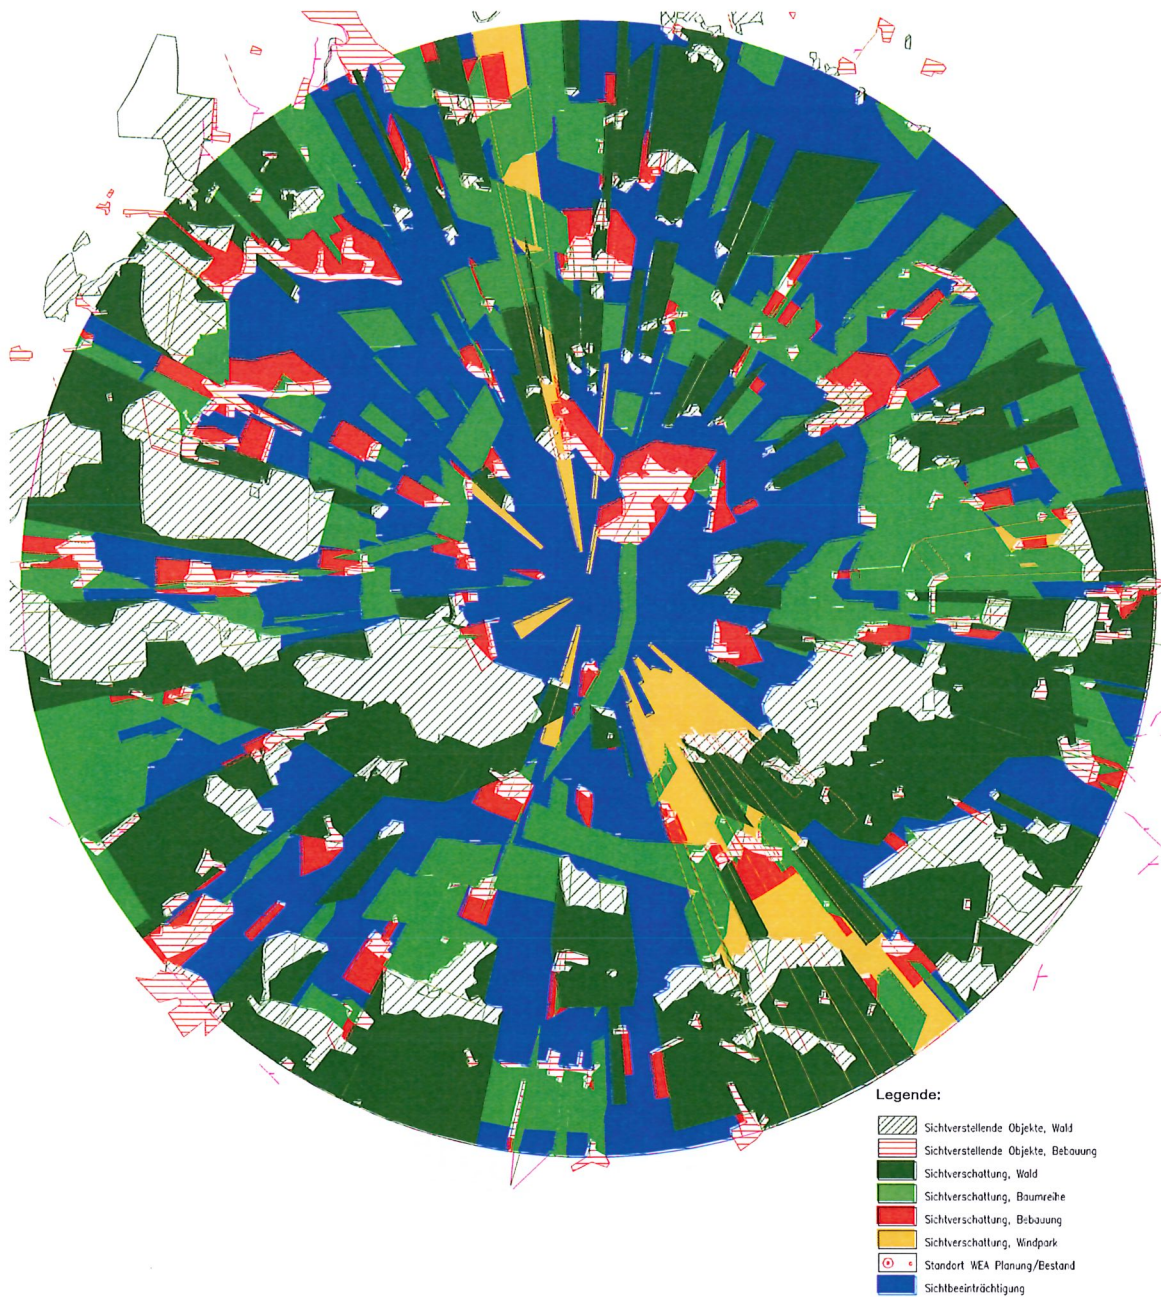 Legende:
Sichtverstellende Objekte, Wald
Sichtverstellende Objekte, Bebauung
Sichtverschattung, Wald
Sichtverschattung, Baumreihe
Sichtverschattung, Bebauung
Sichtverschattung, Windpark
Standort WEA Planung/Bestand
Sichtbeeinträchtigung